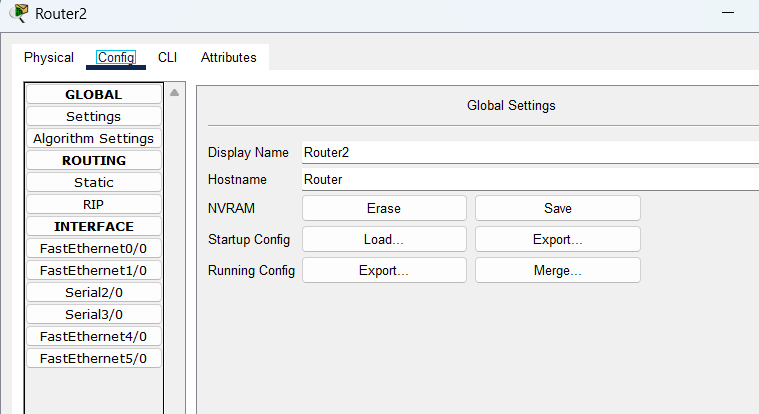 Router2
Physical Config CLI Attributes
GLOBAL
Settings
Algorithm Settings
ROUTING
Static
RIP
INTERFACE
FastEthernet0/0
FastEthernet1/0
Serial2/0
Serial3/0
FastEthernet4/0
FastEthernet5/0
Global Settings
Display Name Router2
Hostname Router
NVRAM Erase Save
Startup Config Load... Export...
Running Config Export... Merge...